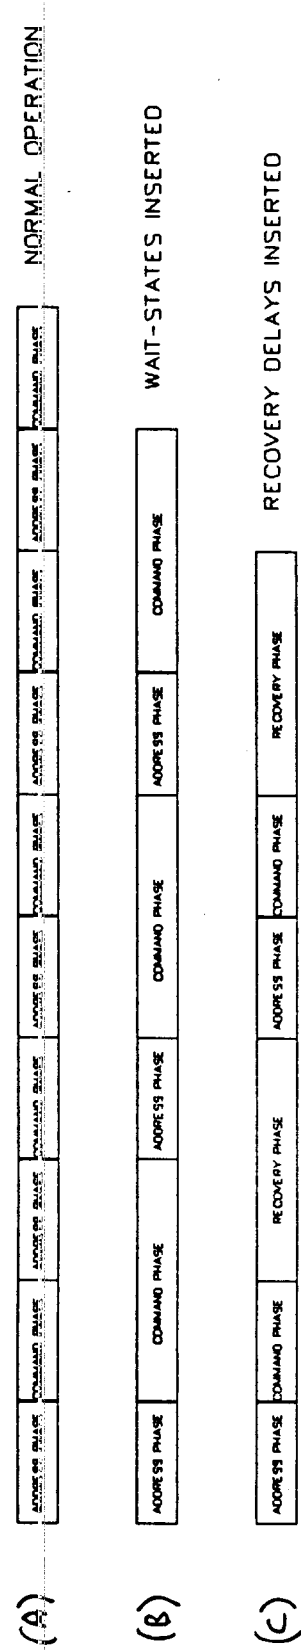 (A) ADDRESS PHASE COMMAND PHASE ADDRESS PHASE COMMAND PHASE ADDRESS PHASE COMMAND PHASE ADDRESS PHASE COMMAND PHASE ADDRESS PHASE COMMAND PHASE NORMAL OPERATION
(B) ADDRESS PHASE COMMAND PHASE ADDRESS PHASE COMMAND PHASE ADDRESS PHASE COMMAND PHASE WAIT-STATES INSERTED
(C) ADDRESS PHASE COMMAND PHASE RECOVERY PHASE ADDRESS PHASE COMMAND PHASE RECOVERY PHASE RECOVERY DELAYS INSERTED